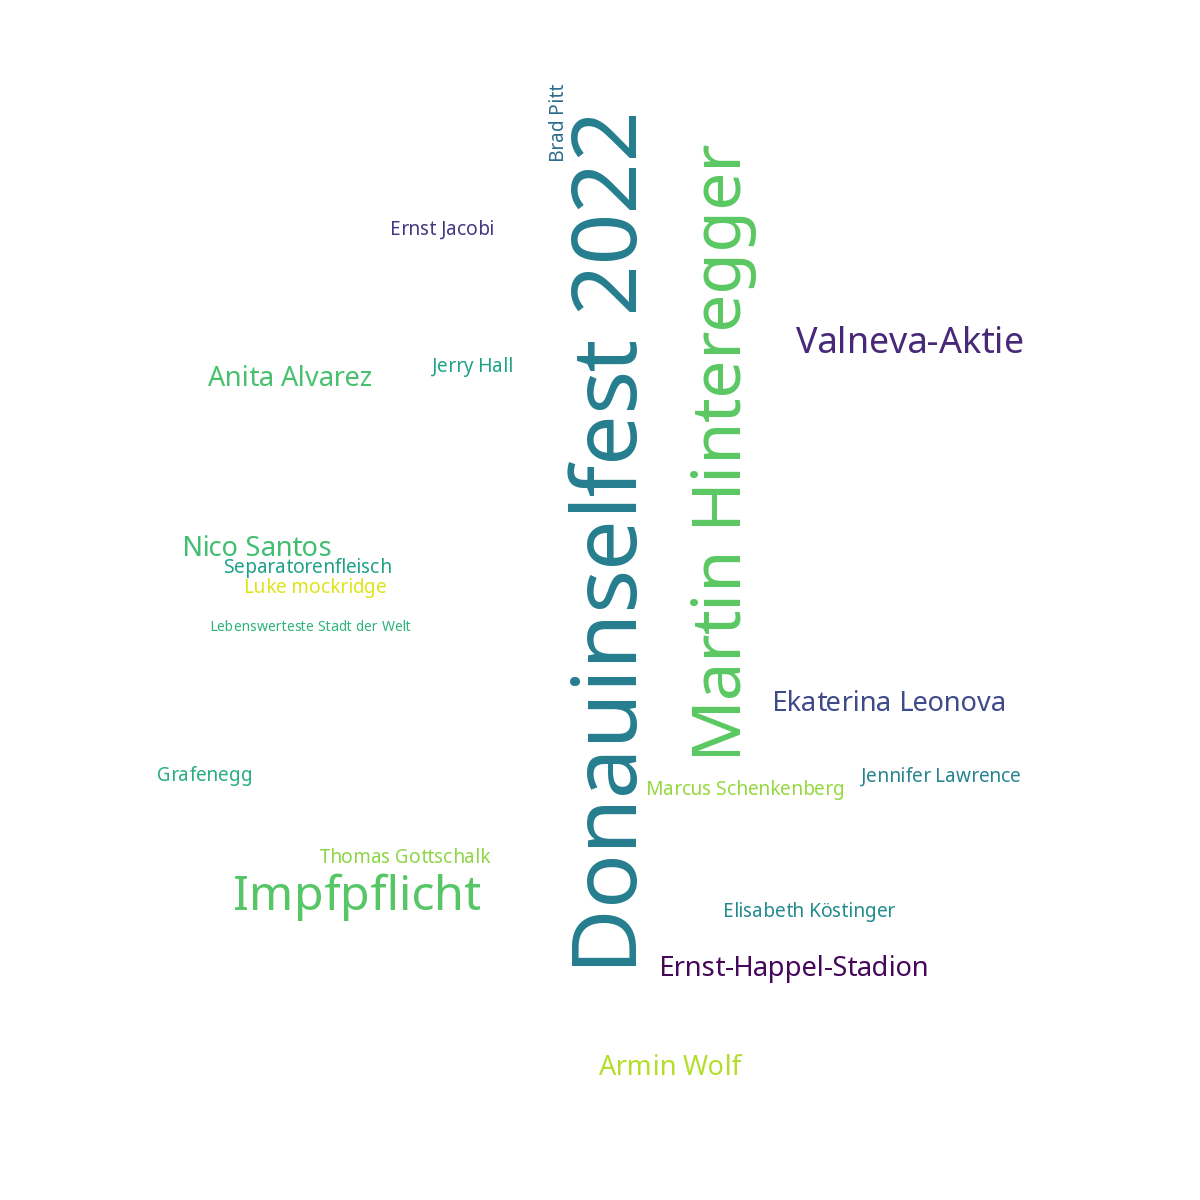 Brad Pitt
Donauinselfest 2022
Martin Hinteregger
Ernst Jacobi
Valneva-Aktie
Jerry Hall
Anita Alvarez
Nico Santos
Separatorenfleisch
Luke mockridge
Lebenswerteste Stadt der Welt
Ekaterina Leonova
Grafenegg
Jennifer Lawrence
Marcus Schenkenberg
Thomas Gottschalk
Impfpflicht
Elisabeth Köstinger
Ernst-Happel-Stadion
Armin Wolf